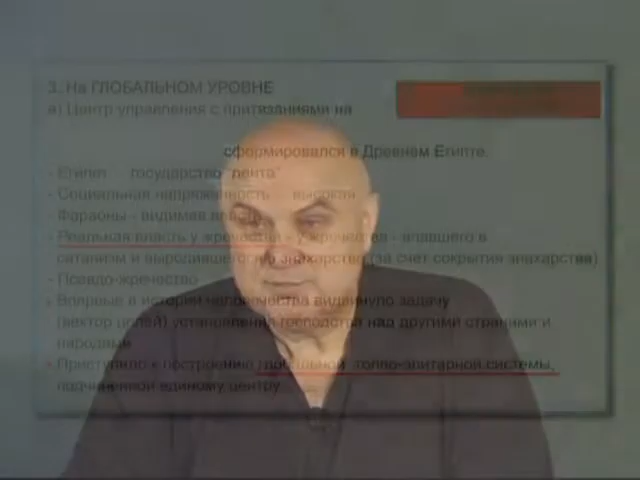 3. На ГЛОБАЛЬНОМ УРОВНЕ
а) Центр управления с притязаниями на
сформировался в Древнем Египте.
- Египет государство "лента"
- Социальная напряженность - высокая
- Фараоны - видимая власть
- Реальная власть у жречества - у жречества - впавшего в
сатанизм и выродившегося в знахарство (за счет сокрытия знахарства)
- Псевдо-жречество
- Впервые в истории человечества выдвинуло задачу
(вектор целей) установления господства над другими странами и
народами
- Приступило к построению глобальной толпо-элитарной системы,
подчиненной единому центру